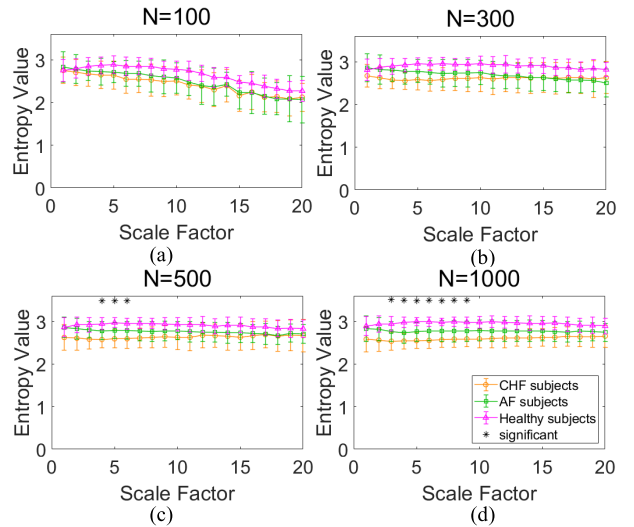 N=100
3
2
1
0
Entropy Value
0 5 10 15 20
Scale Factor
(a)
N=300
3
2
1
0
Entropy Value
0 5 10 15 20
Scale Factor
(b)
N=500
3
2
1
0
Entropy Value
0 5 10 15 20
Scale Factor
(c)
N=1000
3
2
1
0
Entropy Value
0 5 10 15 20
Scale Factor
(d)
CHF subjects
AF subjects
Healthy subjects
significant